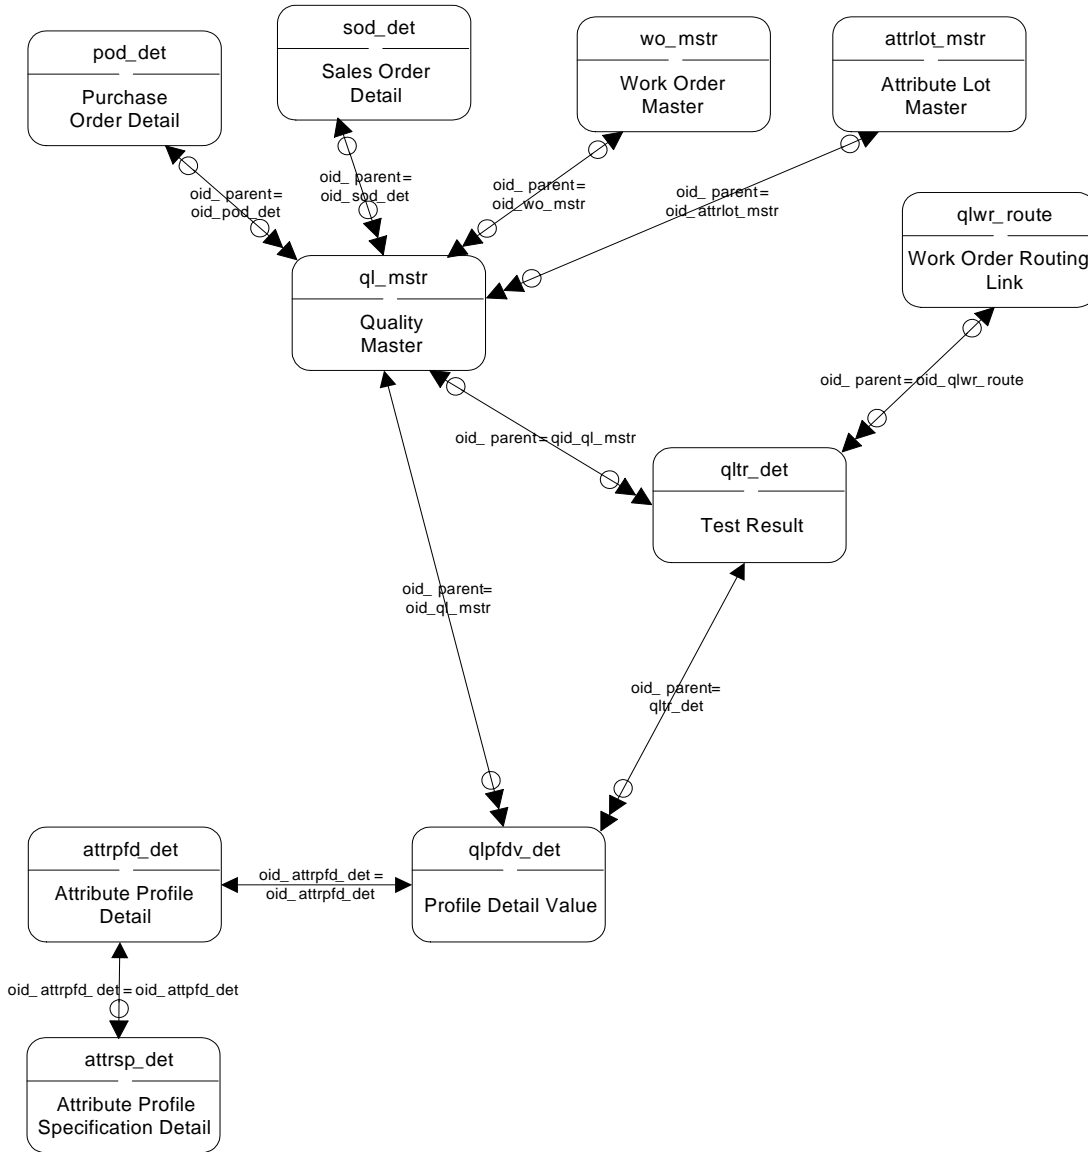 pod_det
Purchase
Order Detail
sod_det
Sales Order
Detail
wo_mstr
Work Order
Master
attrlot_mstr
Attribute Lot
Master
oid_ parent=
oid_pod_det
oid_ parent=
oid_sod_det
oid_ parent=
oid_wo_mstr
oid_ parent=
oid_attrlot_mstr
qlwr_route
Work Order Routing
Link
ql_mstr
Quality
Master
oid_ parent=oid_qlwr_route
oid_ parent=qid_ql_mstr
qltr_det
Test Result
oid_ parent=
oid_ql_mstr
oid_ parent=
qltr_det
attrpfd_det
Attribute Profile
Detail
oid_attrpfd_det =
oid_attrpfd_det
qlpfdv_det
Profile Detail Value
oid_attrpfd_det=oid_attpfd_det
attrsp_det
Attribute Profile
Specification Detail